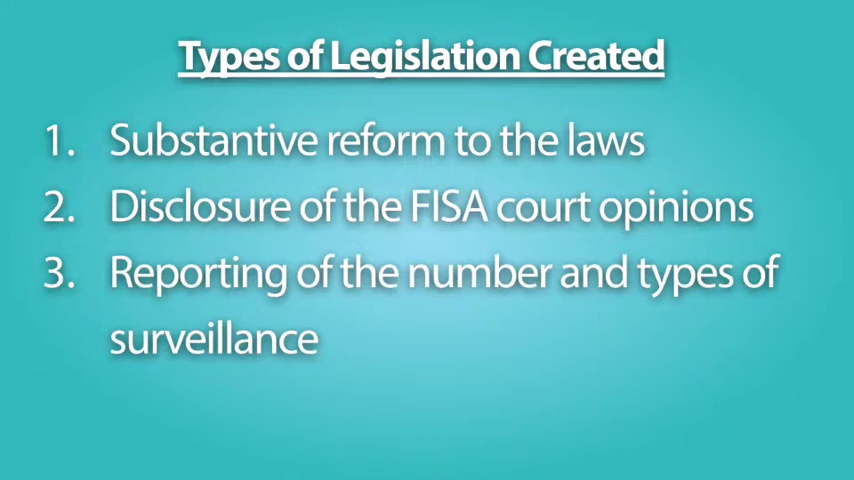 Types of Legislation Created
1. Substantive reform to the laws
2. Disclosure of the FISA court opinions
3. Reporting of the number and types of
surveillance